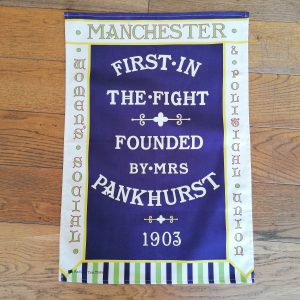 MANCHESTER
WOMEN'S · SOCIAL
& POLITICAL · UNION
FIRST · IN
THE · FIGHT
FOUNDED
BY · MRS
PANKHURST
1903